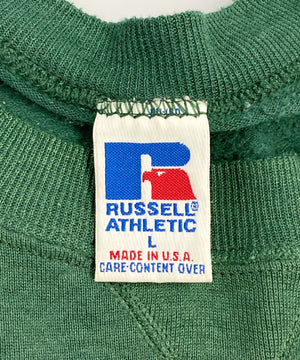 R
RUSSELL®
ATHLETIC
L
MADE IN U.S.A.
CARE-CONTENT OVER